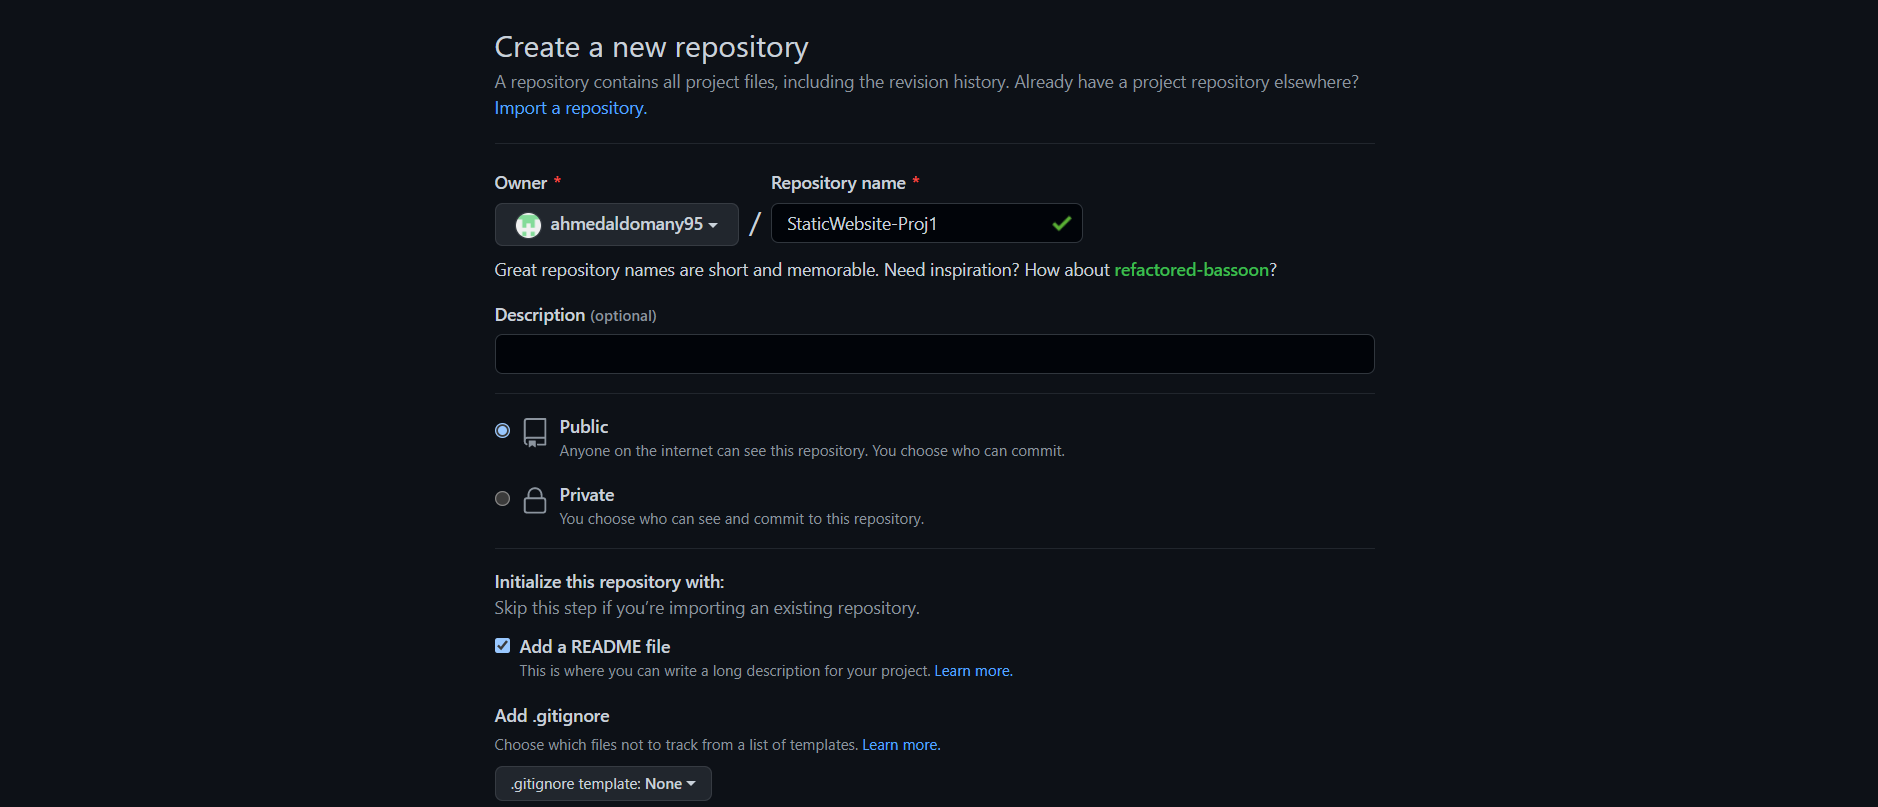 Create a new repository
A repository contains all project files, including the revision history. Already have a project repository elsewhere?
Import a repository.
Owner * Repository name *
ahmedaldomany95 / StaticWebsite-Proj1
Great repository names are short and memorable. Need inspiration? How about refactored-bassoon?
Description (optional)
Public
Anyone on the internet can see this repository. You choose who can commit.
Private
You choose who can see and commit to this repository.
Initialize this repository with:
Skip this step if you’re importing an existing repository.
Add a README file
This is where you can write a long description for your project. Learn more.
Add .gitignore
Choose which files not to track from a list of templates. Learn more.
.gitignore template: None